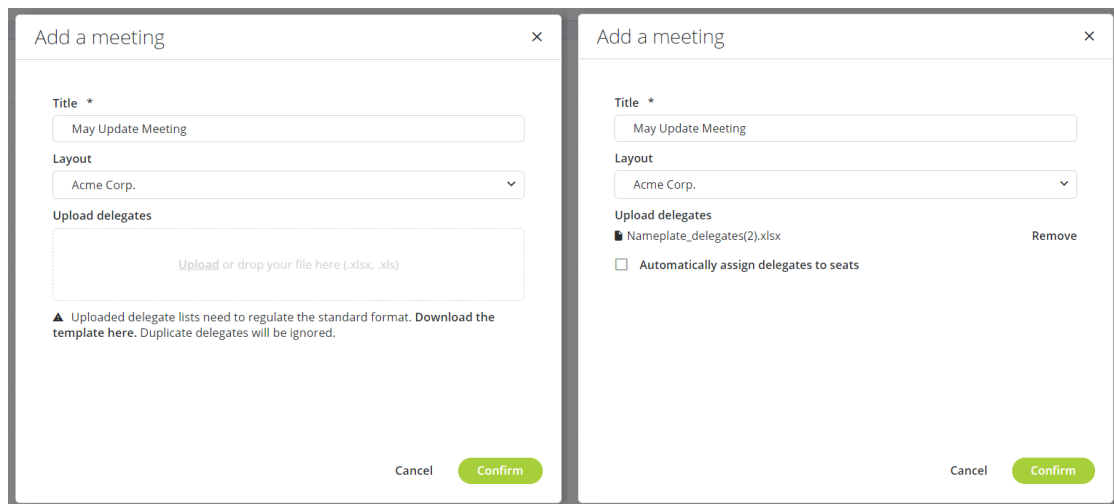 Add a meeting
Title *
May Update Meeting
Layout
Acme Corp.
Upload delegates
Upload or drop your file here (.xlsx, .xls)
Uploaded delegate lists need to regulate the standard format. Download the
template here. Duplicate delegates will be ignored.
Cancel Confirm
Add a meeting
Title *
May Update Meeting
Layout
Acme Corp.
Upload delegates
Nameplate_delegates(2).xlsx Remove
Automatically assign delegates to seats
Cancel Confirm